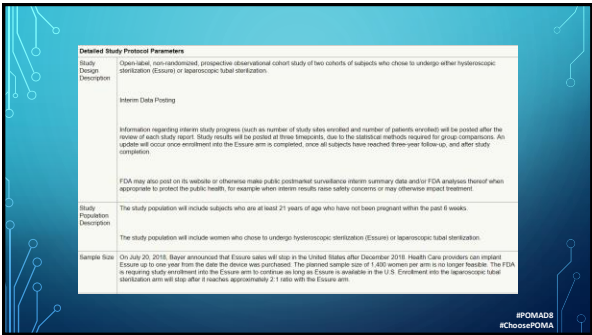 Detailed Study Protocol Parameters
Study
Design
Description
Open-label, non-randomized, prospective observational cohort study of two cohorts of subjects who chose to undergo either hysteroscopic
sterilization (Essure) or laparoscopic tubal sterilization.
Interim Data Posting
Information regarding interim study progress (such as number of study sites enrolled and number of patients enrolled) will be posted after the
review of each study report. Study results will be posted at three timepoints, due to the statistical methods required for group comparisons. An
update will occur once enrollment into the Essure arm is completed, once all subjects have reached three-year follow-up, and after study
completion.
FDA may also post on its website or otherwise make public postmarket surveillance interim summary data and/or FDA analyses thereof when
appropriate to protect the public health, for example when interim results raise safety concerns or may otherwise impact treatment.
Study
Population
Description
The study population will include subjects who are at least 21 years of age who have not been pregnant within the past 6 weeks.
The study population will include women who chose to undergo hysteroscopic sterilization (Essure) or laparoscopic tubal sterilization.
Sample Size
On July 20, 2018, Bayer announced that Essure sales will stop in the United States after December 2018. Health Care providers can implant
Essure up to one year from the date the device was purchased. The planned sample size of 1,400 women per arm is no longer feasible. The FDA
is requiring study enrollment into the Essure arm to continue as long as Essure is available in the U.S. Enrollment into the laparoscopic tubal
sterilization arm will stop after it reaches approximately 2:1 ratio with the Essure arm.
#POMAD8
#ChoosePOMA